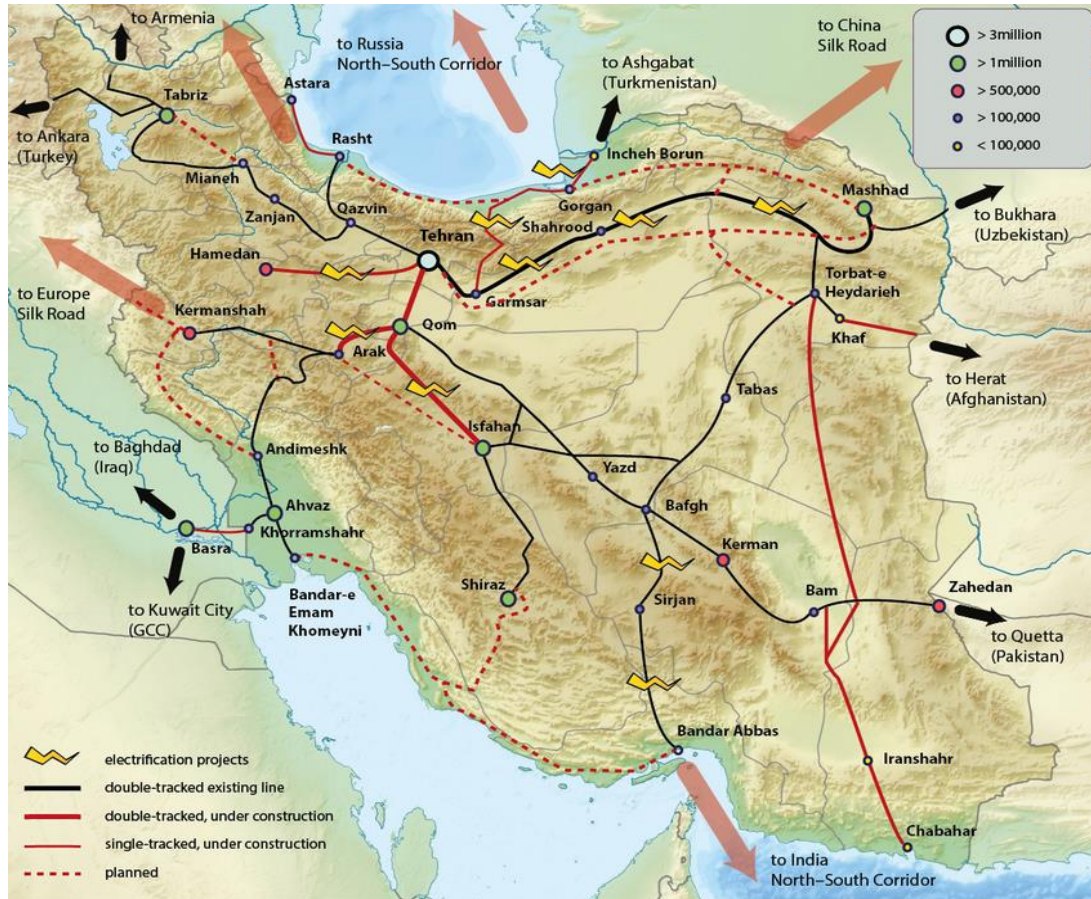 to Armenia
to Russia
North–South Corridor
to China
Silk Road
> 3million
> 1million
> 500,000
> 100,000
< 100,000
to Ashgabat
(Turkmenistan)
Astara
Tabriz
to Ankara
(Turkey)
Rasht
Incheh Borun
Mianeh
Gorgan
Mashhad
Zanjan
Qazvin
Shahrood
to Bukhara
(Uzbekistan)
Tehran
Hamedan
Garmsar
Torbat-e
Heydarieh
to Europe
Silk Road
Kermanshah
Qom
Khaf
Arak
to Herat
(Afghanistan)
Tabas
Isfahan
to Baghdad
(Iraq)
Andimeshk
Yazd
Ahvaz
Bafgh
Khorramshahr
Basra
Kerman
Shiraz
Zahedan
Bandar-e
Emam
Khomeyni
Sirjan
Bam
to Kuwait City
(GCC)
to Quetta
(Pakistan)
Bandar Abbas
electrification projects
Iranshahr
double-tracked existing line
double-tracked, under construction
Chabahar
single-tracked, under construction
to India
North–South Corridor
planned